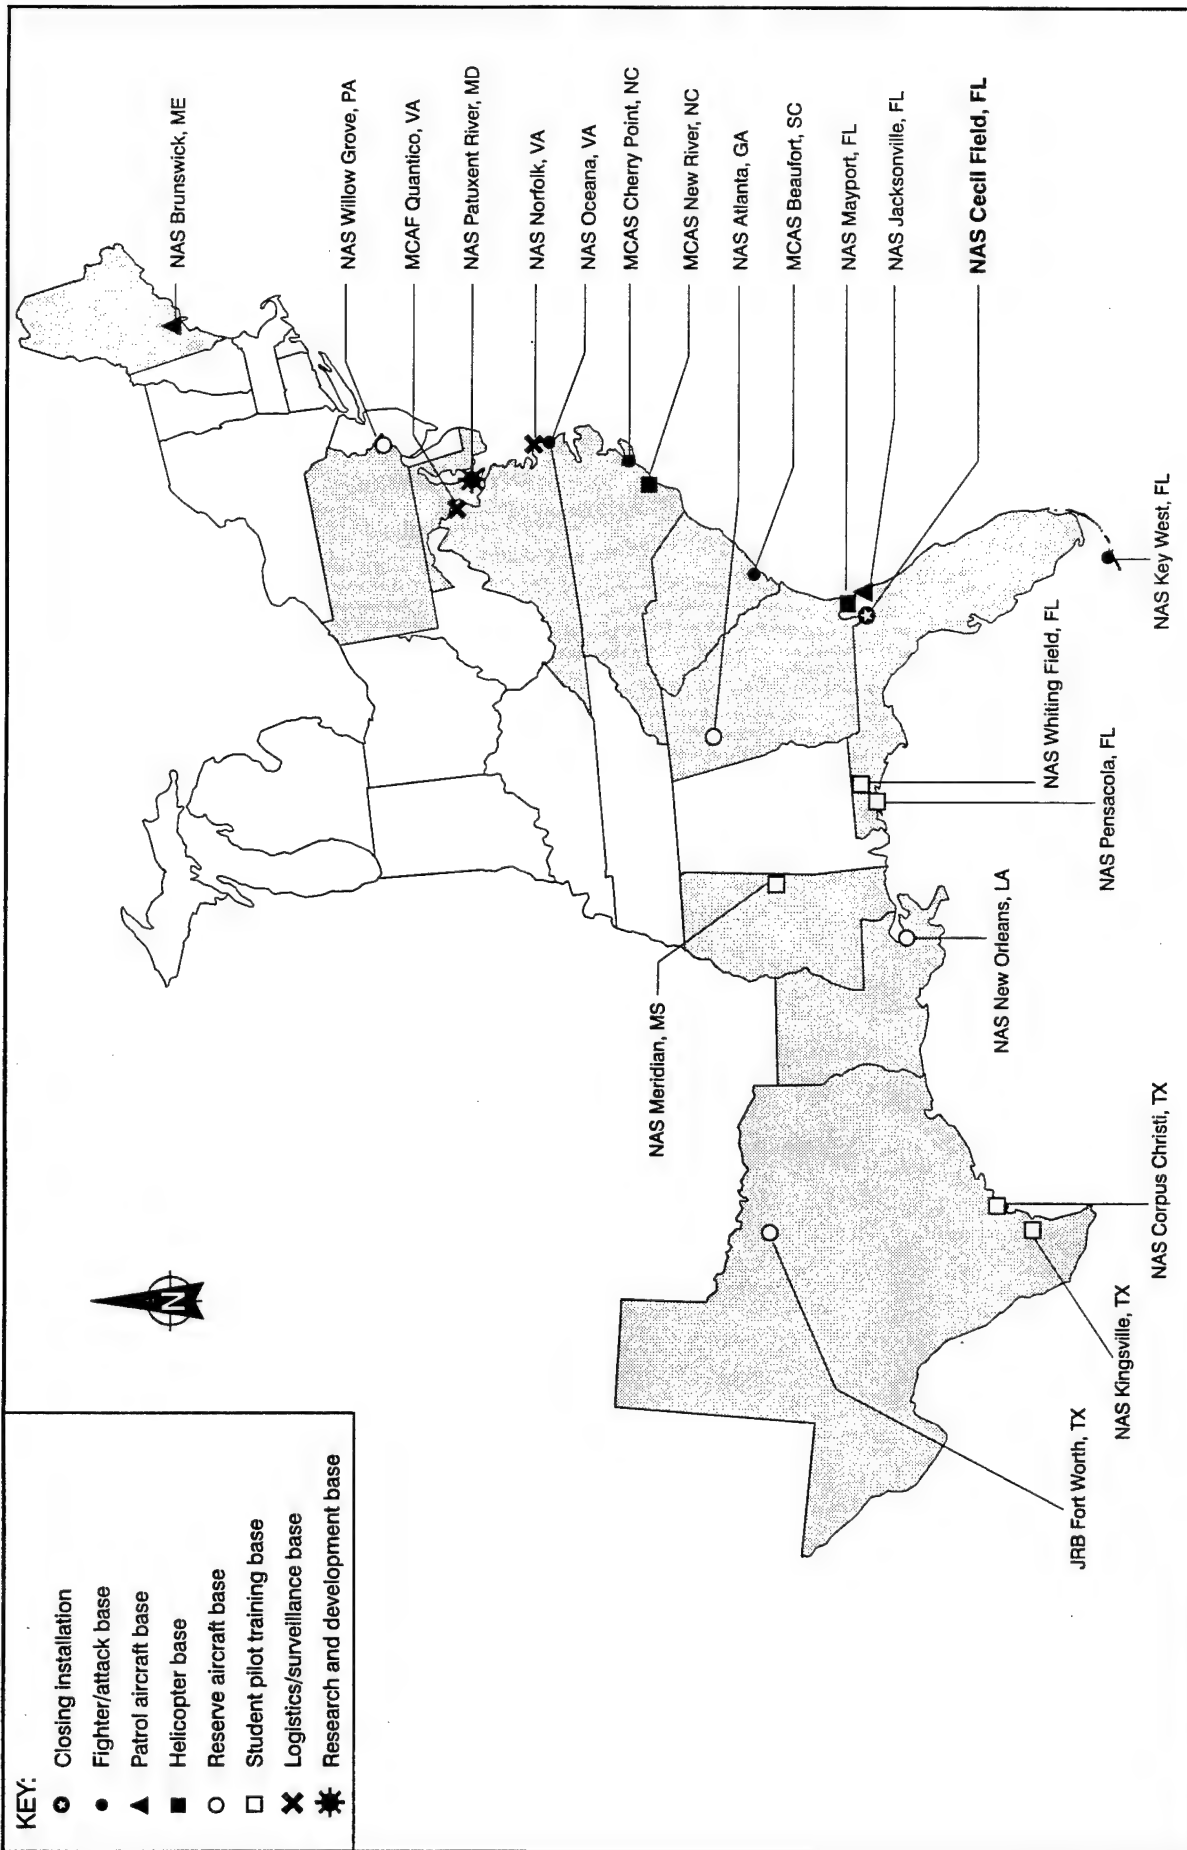 KEY:
Closing installation
Fighter/attack base
Patrol aircraft base
Helicopter base
Reserve aircraft base
Student pilot training base
Logistics/surveillance base
Research and development base
N
NAS Brunswick, ME
NAS Willow Grove, PA
MCAF Quantico, VA
NAS Patuxent River, MD
NAS Norfolk, VA
NAS Oceana, VA
MCAS Cherry Point, NC
MCAS New River, NC
NAS Atlanta, GA
MCAS Beaufort, SC
NAS Mayport, FL
NAS Jacksonville, FL
NAS Cecil Field, FL
NAS Key West, FL
NAS Whiting Field, FL
NAS Pensacola, FL
NAS New Orleans, LA
NAS Meridian, MS
NAS Corpus Christi, TX
NAS Kingsville, TX
JRB Fort Worth, TX